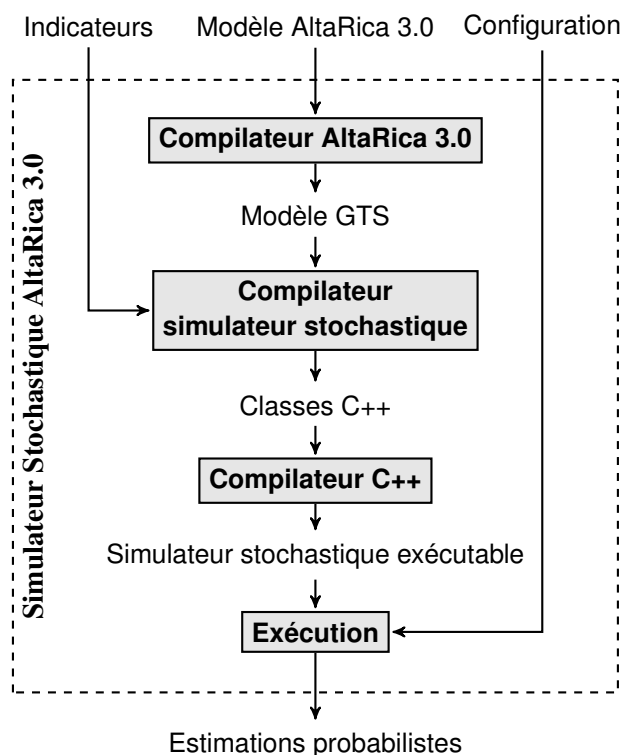 Indicateurs
Modèle AltaRica 3.0
Configuration
Simulateur Stochastique AltaRica 3.0
Compilateur AltaRica 3.0
Modèle GTS
Compilateur
simulateur stochastique
Classes C++
Compilateur C++
Simulateur stochastique exécutable
Exécution
Estimations probabilistes